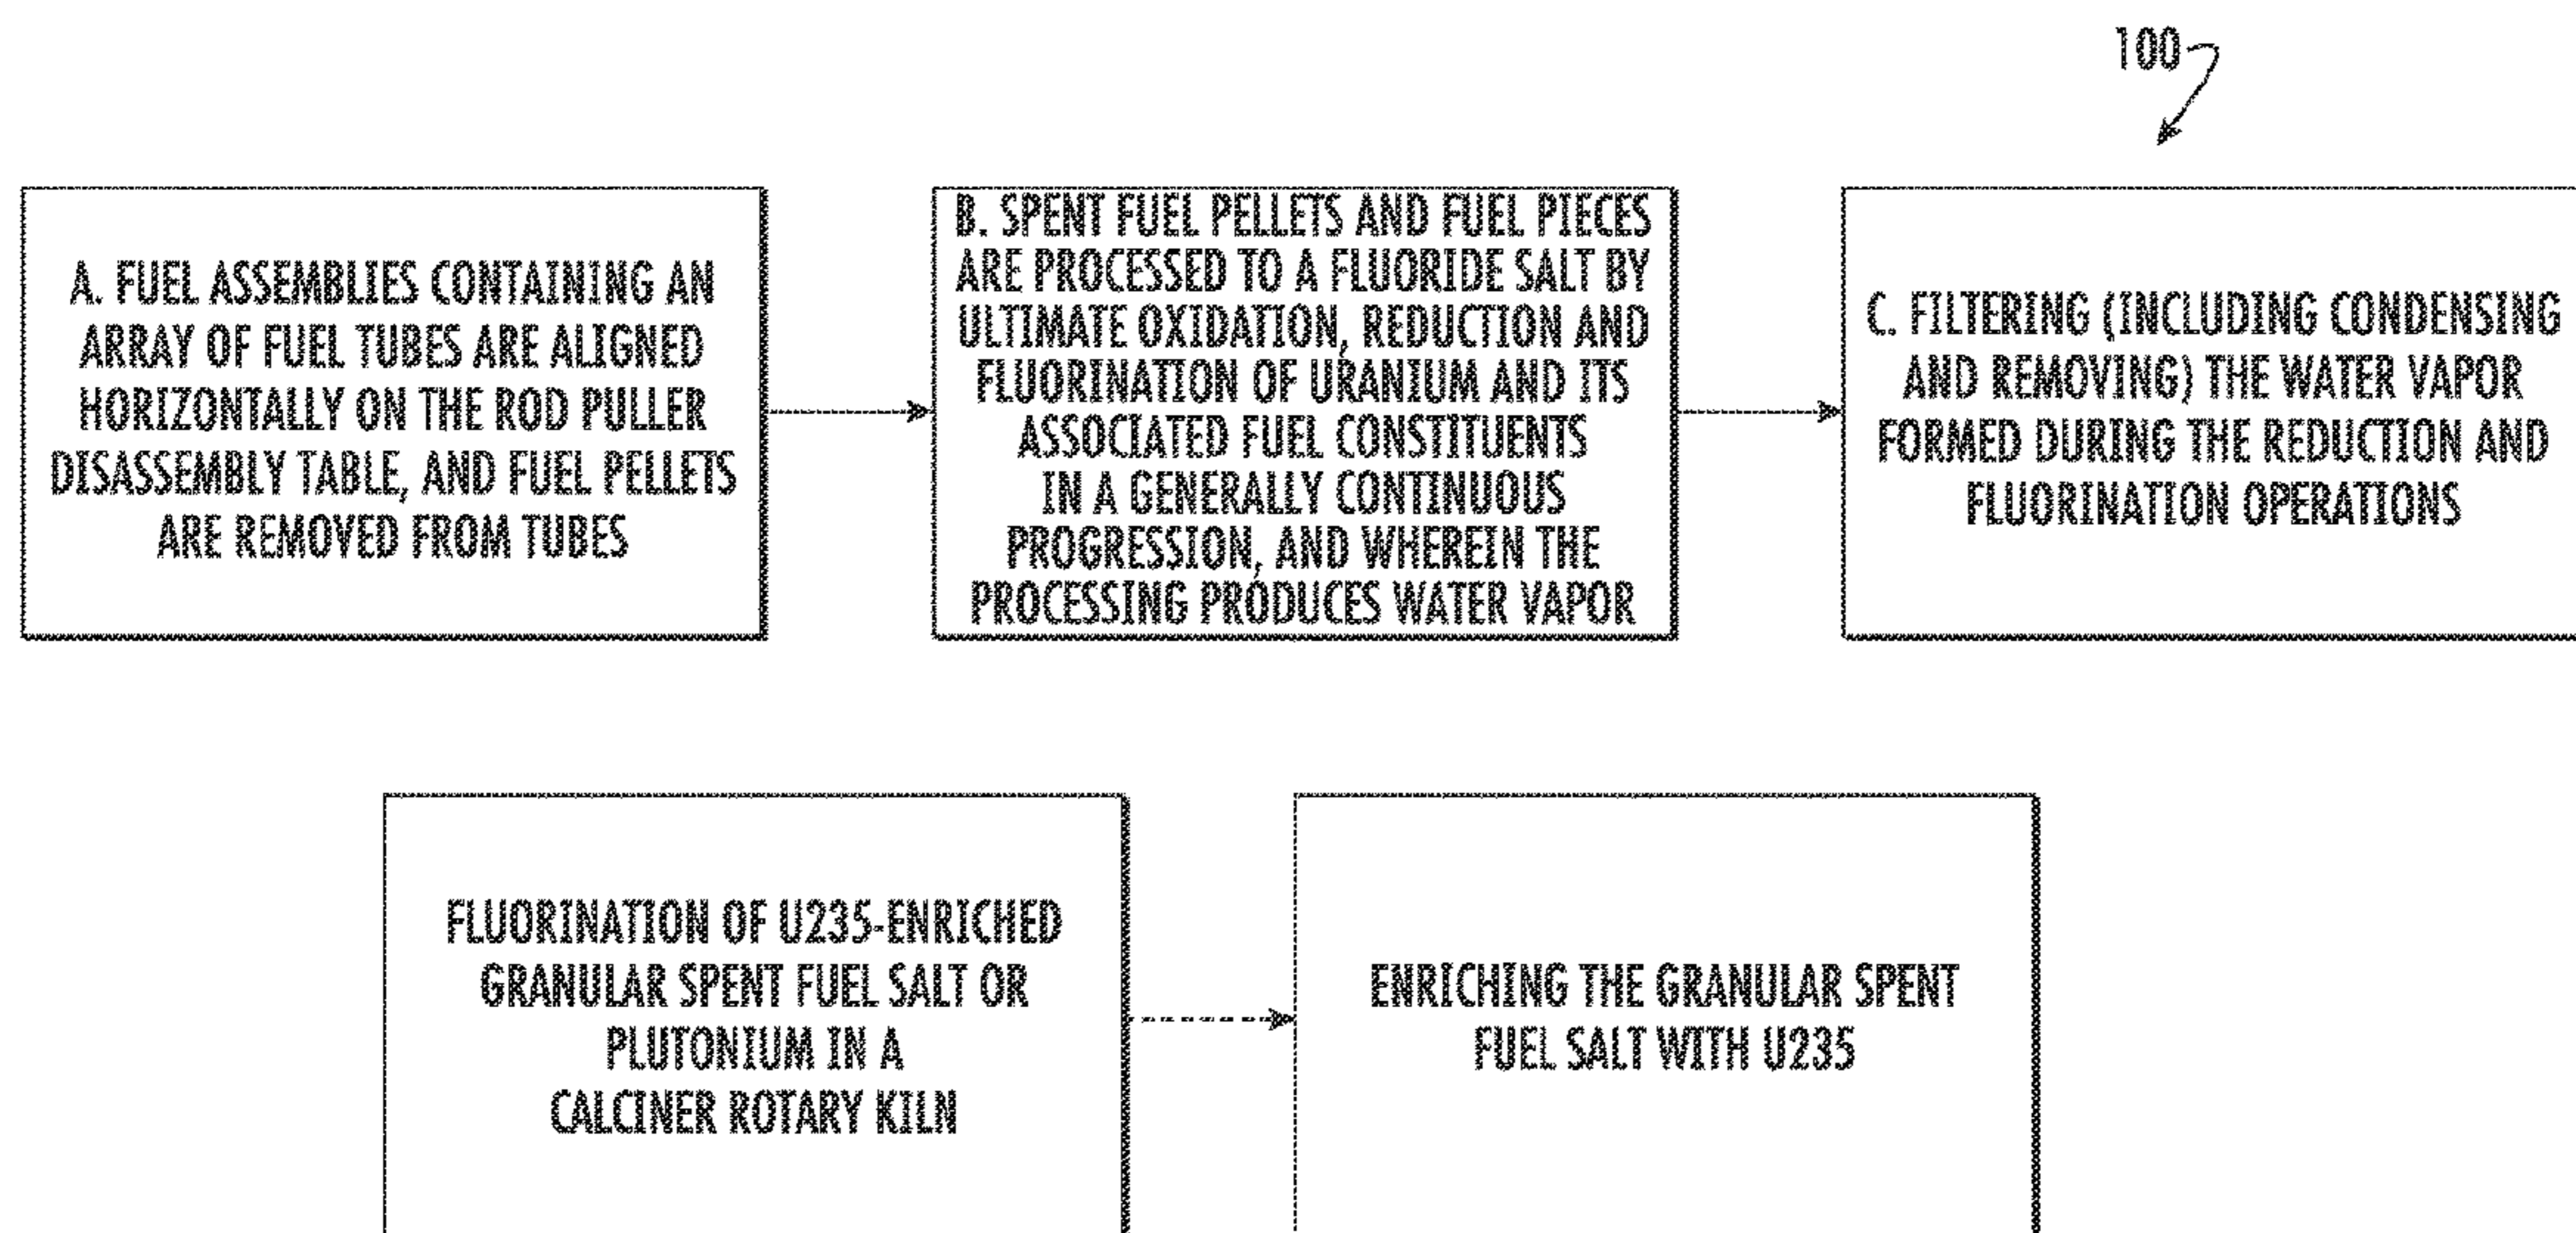 100
A. FUEL ASSEMBLIES CONTAINING AN
ARRAY OF FUEL TUBES ARE ALIGNED
HORIZONTALLY ON THE ROD PULLER
DISASSEMBLY TABLE, AND FUEL PELLETS
ARE REMOVED FROM TUBES
B. SPENT FUEL PELLETS AND FUEL PIECES
ARE PROCESSED TO A FLUORIDE SALT BY
ULTIMATE OXIDATION, REDUCTION AND
FLUORINATION OF URANIUM AND ITS
ASSOCIATED FUEL CONSTITUENTS
IN A GENERALLY CONTINUOUS
PROGRESSION, AND WHEREIN THE
PROCESSING PRODUCES WATER VAPOR
C. FILTERING (INCLUDING CONDENSING
AND REMOVING) THE WATER VAPOR
FORMED DURING THE REDUCTION AND
FLUORINATION OPERATIONS
FLUORINATION OF U235-ENRICHED
GRANULAR SPENT FUEL SALT OR
PLUTONIUM IN A
CALCINER ROTARY KILN
ENRICHING THE GRANULAR SPENT
FUEL SALT WITH U235